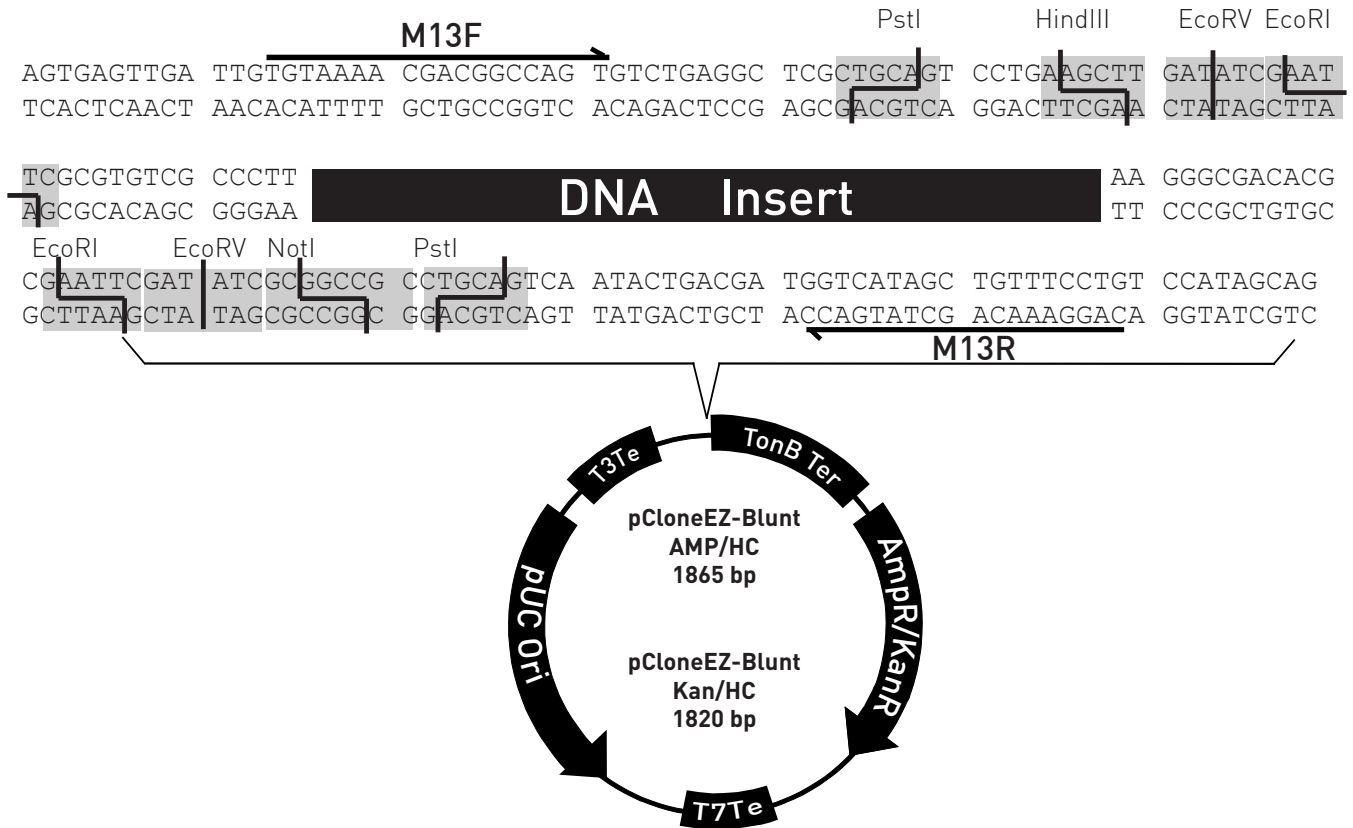 M13F PstI HindIII EcoRV EcoRI
AGTGAGTTGA TTGTGTAAAA CGACGGCCAG TGTCTGAGGC TCGCTGCAGT CCTGAAGCTT GATATCGAAT
TCACTCAACT AACACATTTT GCTGCCGGTC ACAGACTCCG AGCGACGTCA GGACTTCGAA CTATAGCTTA
TCGCGTGTCG CCCTT DNA Insert AA GGGCGACACG
AGCGCACAGC GGGAA TT CCCGCTGTGC
EcoRI EcoRV NotI PstI
CGAATTCGAT ATCGCGGCCG CCTGCAGTCA ATACTGACGA TGGTCATAGC TGTTTCCTGT CCATAGCAG
GCTTAAGCTA TAGCGCCGGC GGACGTCAGT TATGACTGCT ACCAGTATCG ACAAAGGACA GGTATCGTC
M13R
T3Te TonB Ter
pCloneEZ-Blunt
AMP/HC
1865 bp
pUC Ori AmpR/KanR
pCloneEZ-Blunt
Kan/HC
1820 bp
T7Te